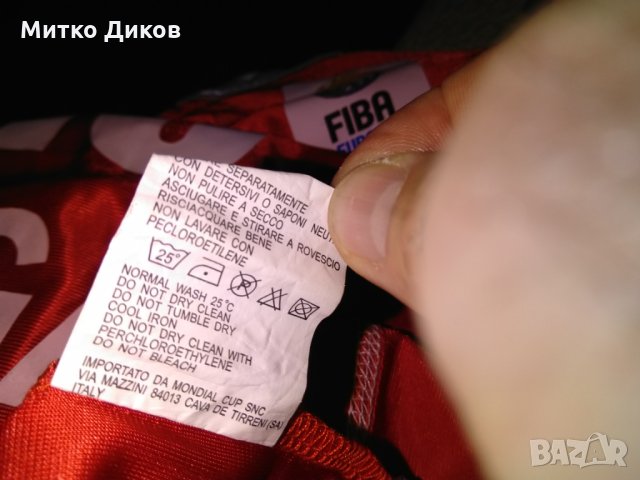 Митко Диков
FIBA
SEPARATAMENTE
CON DETERSIVI O SAPONI
NON PULIRE A SECCO
ASCIUGARE E STIRARE A ROVESCIO
RISCIACQUARE BENE
NON LAVARE CON
PECLOROETILENE
25°
NORMAL WASH 25°C
DO NOT DRY CLEAN
DO NOT TUMBLE DRY
COOL IRON
DO NOT DRY CLEAN WITH
PERCHLOROETHYLENE
DO NOT BLEACH
IMPORTATO DA MONDIAL CUP SNC
VIA MAZZINI 84013 CAVA DE TIRRENI (SA)
ITALY
BAZAR